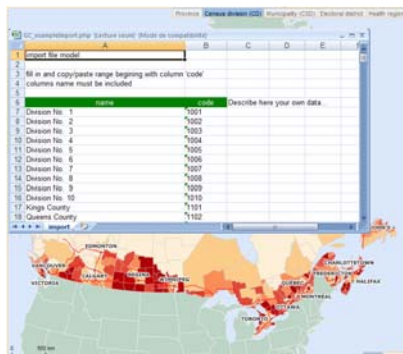 Province Census division (CD) Municipality (CSD) Electoral district Health region
GC_exampleimport.php [Lecture seule] [Mode de compatibilité]
A B C D E
1 import file model
2
3 fill in and copy/paste range begining with column 'code'
4 columns name must be included
5
6 name code Describe here your own data...
7 Division No. 1 1001
8 Division No. 2 1002
9 Division No. 3 1003
10 Division No. 4 1004
11 Division No. 5 1005
12 Division No. 6 1006
13 Division No. 7 1007
14 Division No. 8 1008
15 Division No. 9 1009
16 Division No. 10 1010
17 Kings County 1101
18 Queens County 1102
import
EDMONTON
VANCOUVER
CALGARY
REGINA
WINNIPEG
VICTORIA
CHARLOTTETOWN
FREDERICTON
QUEBEC
HALIFAX
MONTREAL
OTTAWA
TORONTO
500 km